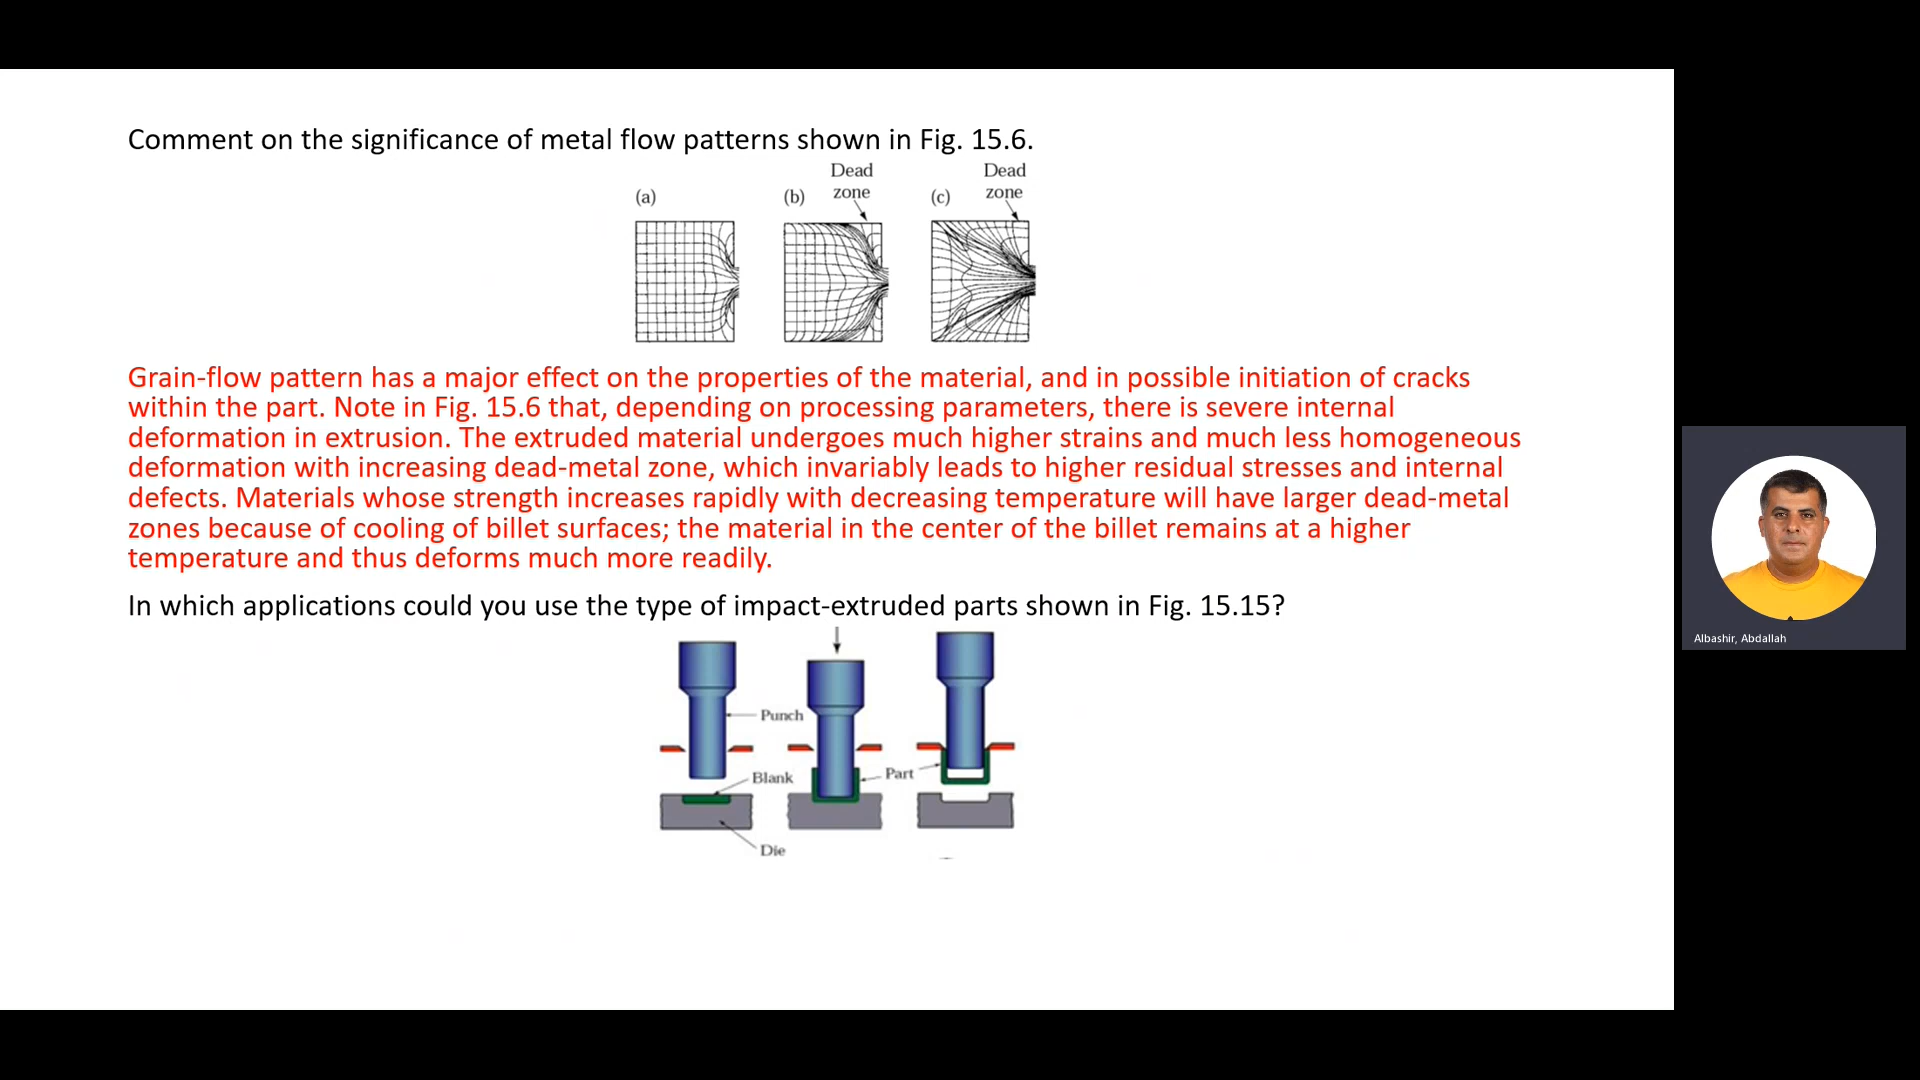 Comment on the significance of metal flow patterns shown in Fig. 15.6.
(a)
(b)
Dead
zone
(c)
Dead
zone
Grain-flow pattern has a major effect on the properties of the material, and in possible initiation of cracks
within the part. Note in Fig. 15.6 that, depending on processing parameters, there is severe internal
deformation in extrusion. The extruded material undergoes much higher strains and much less homogeneous
deformation with increasing dead-metal zone, which invariably leads to higher residual stresses and internal
defects. Materials whose strength increases rapidly with decreasing temperature will have larger dead-metal
zones because of cooling of billet surfaces; the material in the center of the billet remains at a higher
temperature and thus deforms much more readily.
In which applications could you use the type of impact-extruded parts shown in Fig. 15.15?
Punch
Blank
Part
Die
Albashir, Abdallah